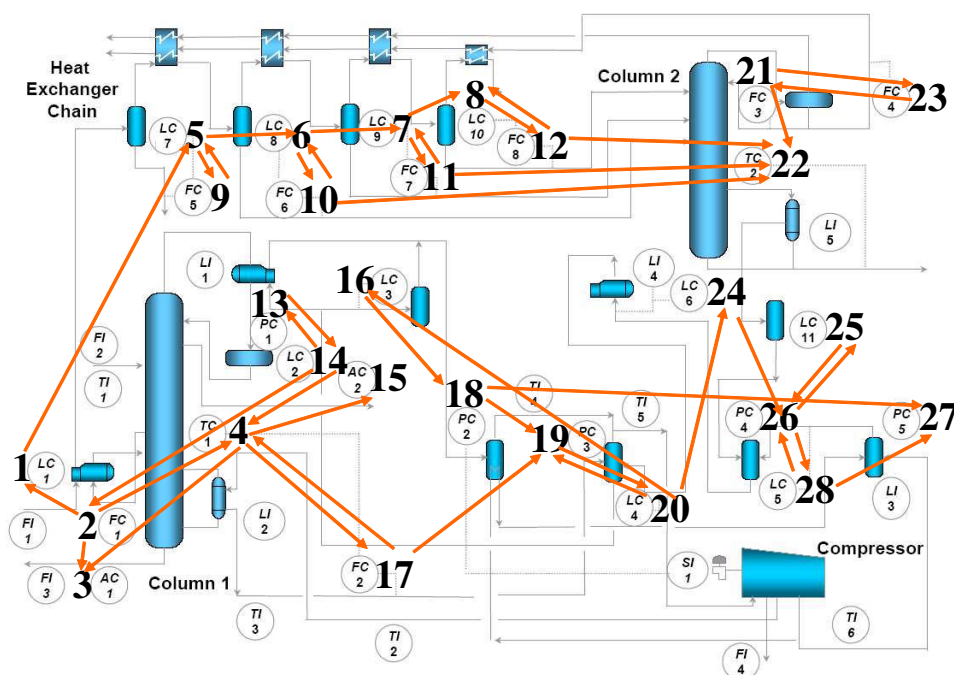 Heat
Exchanger
Chain
LC
7
5
LC
8
6
LC
9
7
8
LC
10
FC
8
12
Column 2
21
FC
3
FC
4
23
FC
5
9
FC
6
10
FC
7
11
TC
2
22
LI
5
LI
1
13
PC
1
16
LC
3
LI
4
LC
6
24
LC
11
25
FI
2
TI
1
LC
2
14
AC
2
15
TC
1
4
18
PC
2
TI
4
TI
5
19
PC
3
PC
4
26
PC
5
27
1
LC
1
2
FI
1
FC
1
LI
2
LC
4
20
LC
5
28
LI
3
FI
3
3
AC
1
Column 1
FC
2
17
SI
1
Compressor
TI
3
TI
2
TI
6
FI
4